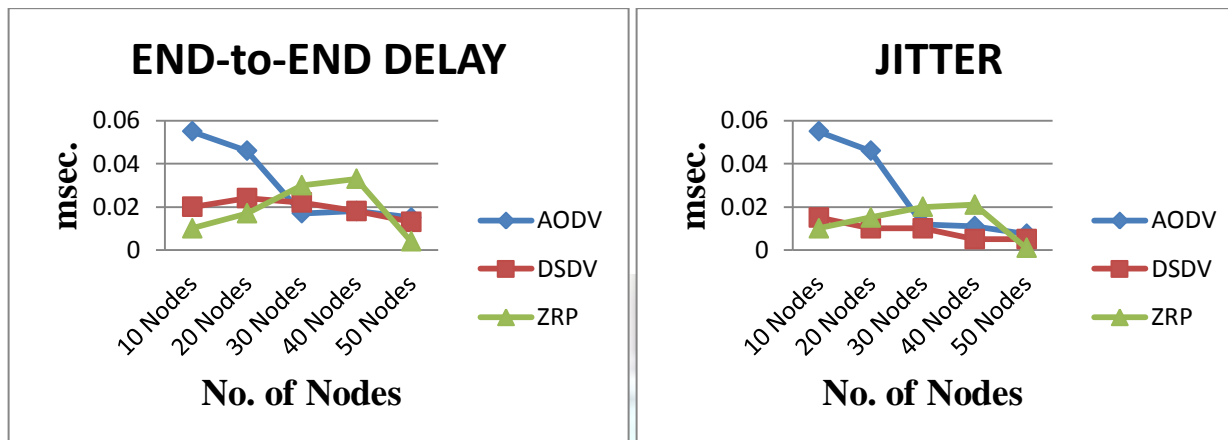 END-to-END DELAY
0.06
0.04
0.02
0
msec.
10 Nodes
20 Nodes
30 Nodes
40 Nodes
50 Nodes
No. of Nodes
AODV
DSDV
ZRP
JITTER
0.06
0.04
0.02
0
msec.
10 Nodes
20 Nodes
30 Nodes
40 Nodes
50 Nodes
No. of Nodes
AODV
DSDV
ZRP